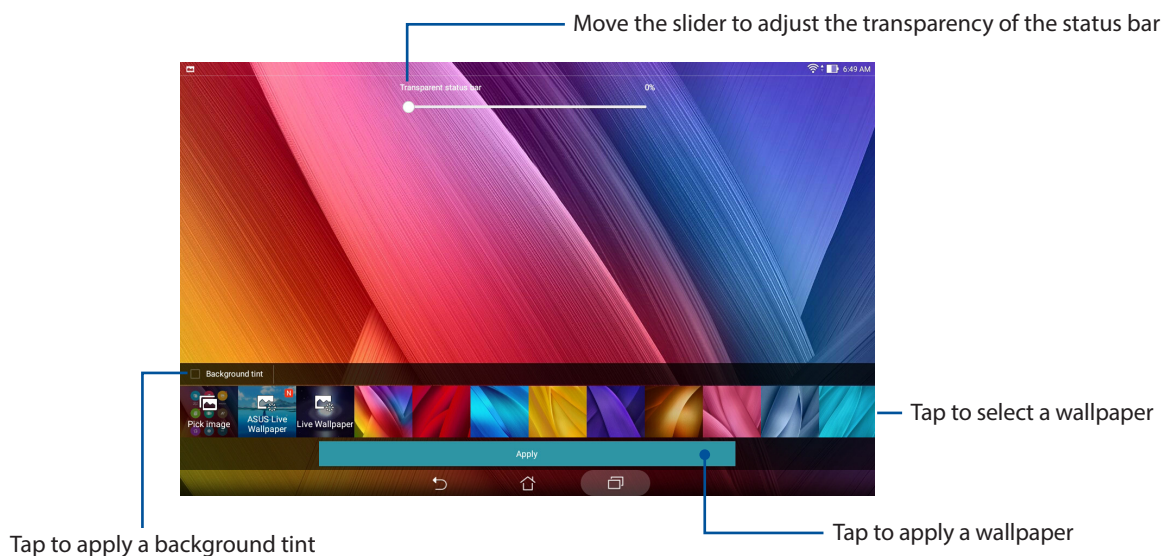 Move the slider to adjust the transparency of the status bar
6:49 AM
Transparent status bar 0%
Background tint
N
Pick image
ASUS Live
Wallpaper
Live Wallpaper
Tap to select a wallpaper
Apply
Tap to apply a wallpaper
Tap to apply a background tint